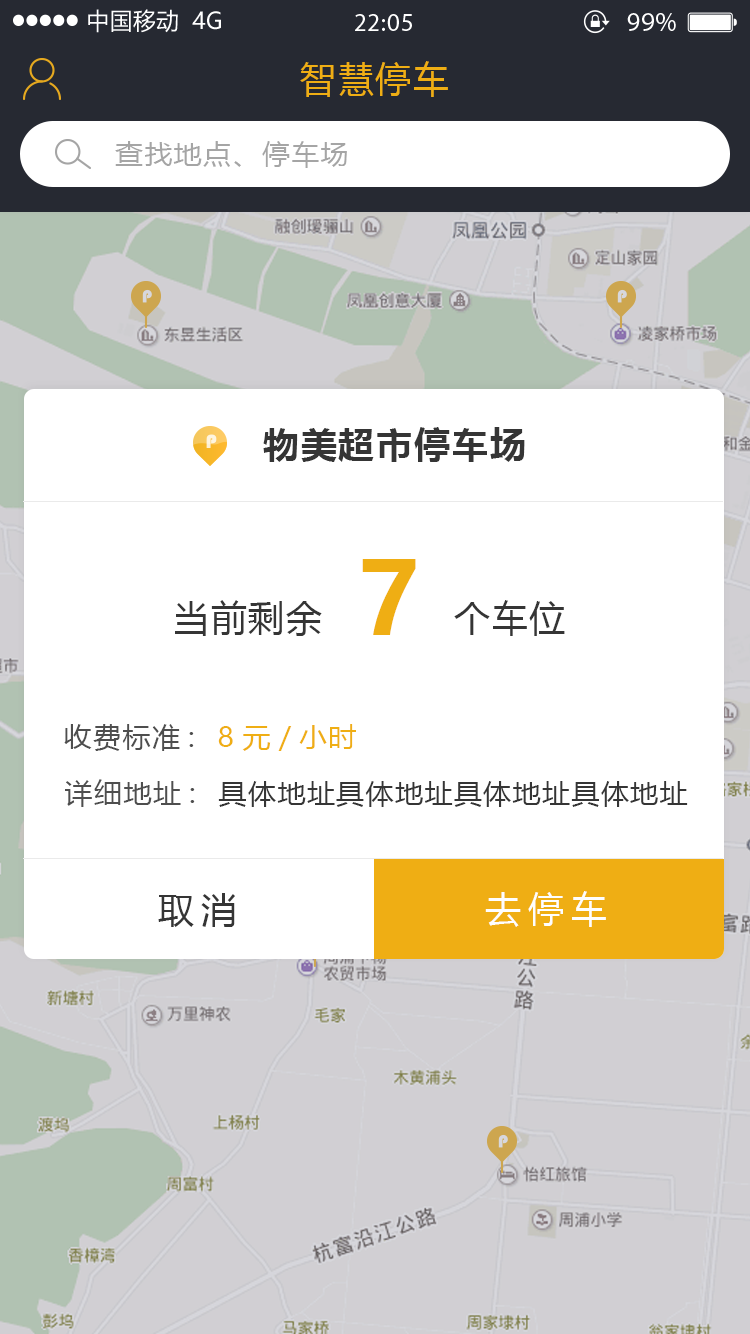 中国移动 4G 22:05 99%
智慧停车
查找地点、停车场
融创瑷骊山
凤凰公园
定山家园
凤凰创意大厦
东昱生活区
凌家桥市场
和金
物美超市停车场
当前剩余 7 个车位
超市
收费标准： 8 元 / 小时
详细地址： 具体地址具体地址具体地址具体地址
取消
去停车
农贸市场
江公路
新塘村
万里神农
毛家
木黄浦头
渡坞
上杨村
怡红旅馆
周富村
周浦小学
杭富沿江公路
香樟湾
彭坞
马家桥
周家埭村
翁家埭村